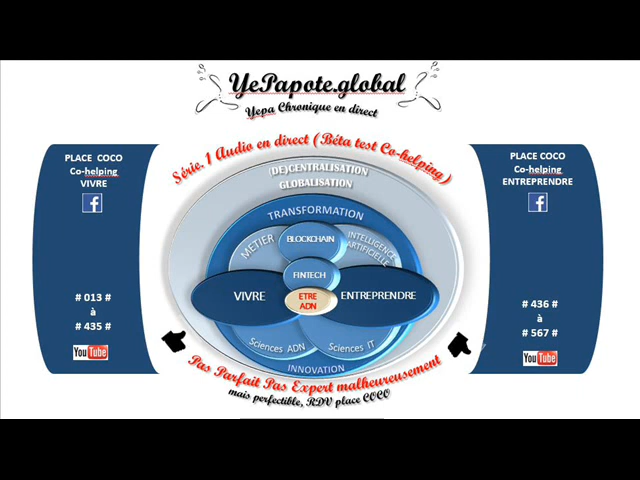 YePapote.global
Yepa Chronique en direct
Série. 1 Audio en direct (Béta test Co-helping)
PLACE COCO
Co-helping
VIVRE
# 013 #
à
# 435 #
YouTube
(DE)CENTRALISATION
GLOBALISATION
TRANSFORMATION
METIER
BLOCKCHAIN
INTELLIGENCE
ARTIFICIELLE
FINTECH
VIVRE
ETRE
ADN
ENTREPRENDRE
Sciences ADN
Sciences IT
INNOVATION
Pas Parfait Pas Expert malheureusement
mais perfectible, RDV place COCO
PLACE COCO
Co-helping
ENTREPRENDRE
# 436 #
à
# 567 #
YouTube